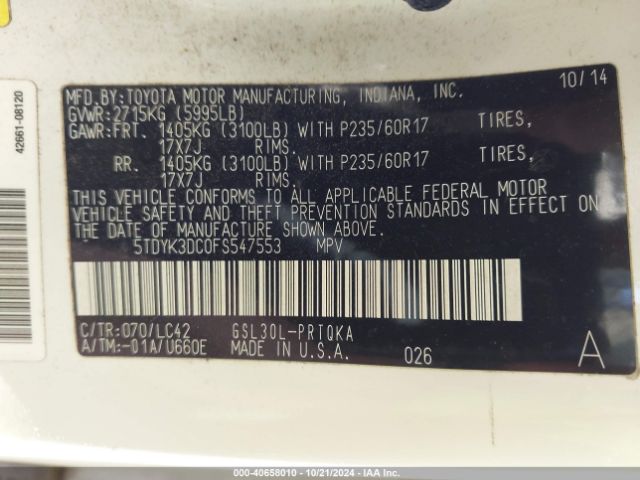 42661-08120
10/14
MFD.BY:TOYOTA MOTOR MANUFACTURING, INDIANA, INC.
GVWR:2715KG (5995LB)
GAWR:FRT. 1405KG (3100LB) WITH P235/60R17 TIRES,
17X7J RIMS.
RR. 1405KG (3100LB) WITH P235/60R17 TIRES,
17X7J RIMS.
THIS VEHICLE CONFORMS TO ALL APPLICABLE FEDERAL MOTOR
VEHICLE SAFETY AND THEFT PREVENTION STANDARDS IN EFFECT ON
THE DATE OF MANUFACTURE SHOWN ABOVE.
5TDYK3DC0FS547553 MPV
C/TR:070/LC42 GSL30L-PRTQKA
A/TM:-01A/U660E MADE IN U.S.A. 026 A
000-40658010 - 10/21/2024 - IAA Inc.